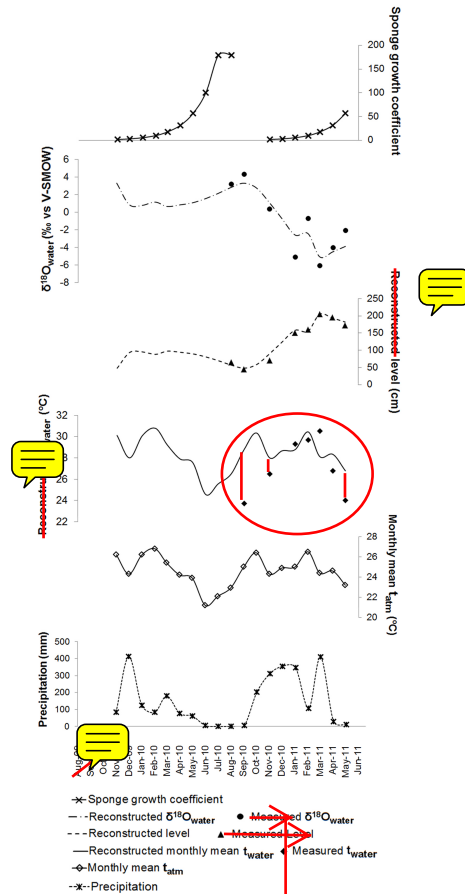 Sponge growth coefficient
200
150
100
50
0
δ18Owater (‰ vs V-SMOW)
6
4
2
0
-2
-4
-6
-8
Reconstructed level (cm)
250
200
150
100
50
0
Reconstructed water (ºC)
32
30
28
26
24
22
Monthly mean tatm (ºC)
28
26
24
22
20
Precipitation (mm)
500
400
300
200
100
0
Dec-09
Jan-10
Feb-10
Mar-10
Apr-10
May-10
Jun-10
Jul-10
Aug-10
Sep-10
Oct-10
Nov-10
Dec-10
Jan-11
Feb-11
Mar-11
Apr-11
May-11
Jun-11
Sponge growth coefficient
Reconstructed δ18Owater Measured δ18Owater
Reconstructed level Measured Level
Reconstructed monthly mean twater Measured twater
Monthly mean tatm
Precipitation